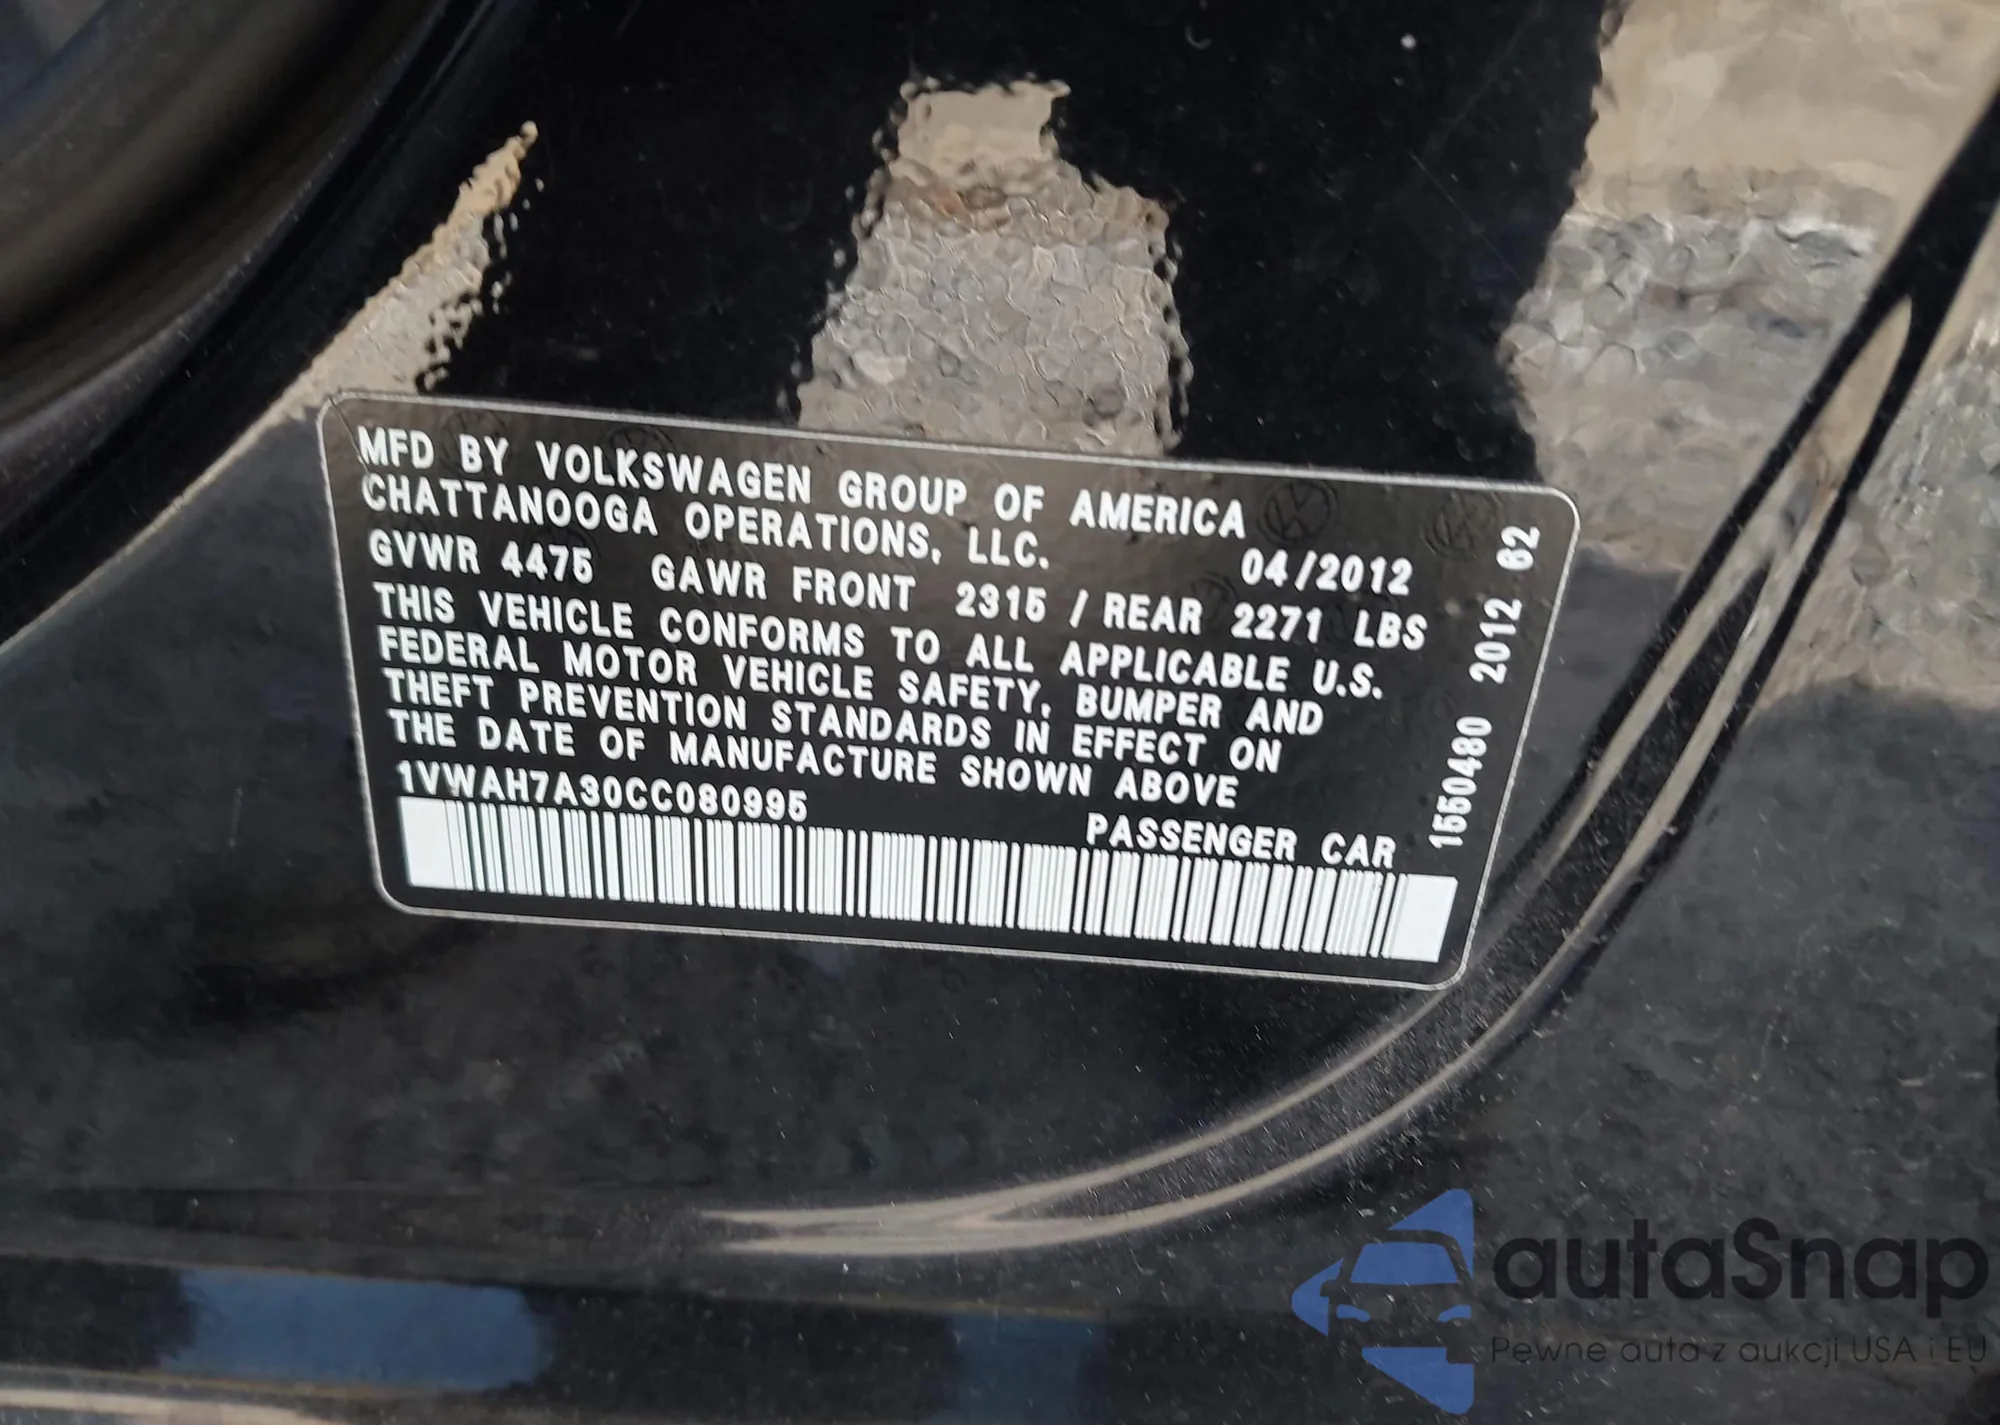 MFD BY VOLKSWAGEN GROUP OF AMERICA
CHATTANOOGA OPERATIONS, LLC. 04/2012
GVWR 4475 GAWR FRONT 2315 / REAR 2271 LBS
THIS VEHICLE CONFORMS TO ALL APPLICABLE U.S.
FEDERAL MOTOR VEHICLE SAFETY, BUMPER AND
THEFT PREVENTION STANDARDS IN EFFECT ON
THE DATE OF MANUFACTURE SHOWN ABOVE
1VWAH7A30CC080995
PASSENGER CAR
1550480 2012 62
autaSnap
Pewne auta z aukcji USA i EU